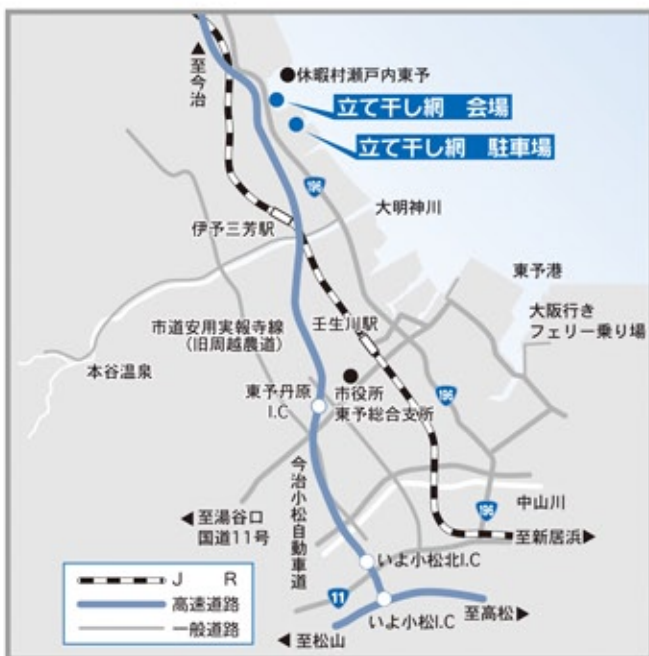 至今治
休暇村瀬戸内東予
立て干し網　会場
立て干し網　駐車場
196
大明神川
伊予三芳駅
東予港
大阪行き
フェリー乗り場
壬生川駅
市道安用実報寺線
（旧周越農道）
本谷温泉
東予丹原
I.C
市役所
東予総合支所
196
今治小松自動車道
中山川
196
至湯谷口
国道11号
至新居浜
いよ小松北I.C
11
いよ小松I.C
至高松
至松山
J R
高速道路
一般道路